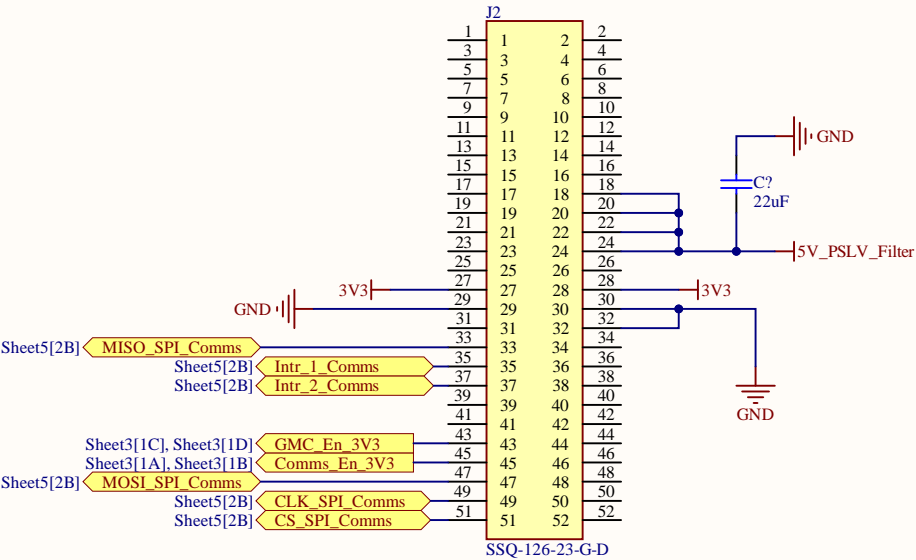 J2
1 1 2 2
3 3 4 4
5 5 6 6
7 7 8 8
9 9 10 10
11 11 12 12
GND
13 13 14 14
15 15 16 16
C?
17 17 18 18
22uF
19 19 20 20
21 21 22 22
23 23 24 24 5V_PSLV_Filter
25 25 26 26
3V3 27 27 28 28 3V3
GND 29 29 30 30
31 31 32 32
Sheet5[2B] MISO_SPI_Comms 33 33 34 34
Sheet5[2B] Intr_1_Comms 35 35 36 36
Sheet5[2B] Intr_2_Comms 37 37 38 38
39 39 40 40
GND
41 41 42 42
Sheet3[1C], Sheet3[1D] GMC_En_3V3 43 43 44 44
Sheet3[1A], Sheet3[1B] Comms_En_3V3 45 45 46 46
Sheet5[2B] MOSI_SPI_Comms 47 47 48 48
Sheet5[2B] CLK_SPI_Comms 49 49 50 50
Sheet5[2B] CS_SPI_Comms 51 51 52 52
SSQ-126-23-G-D